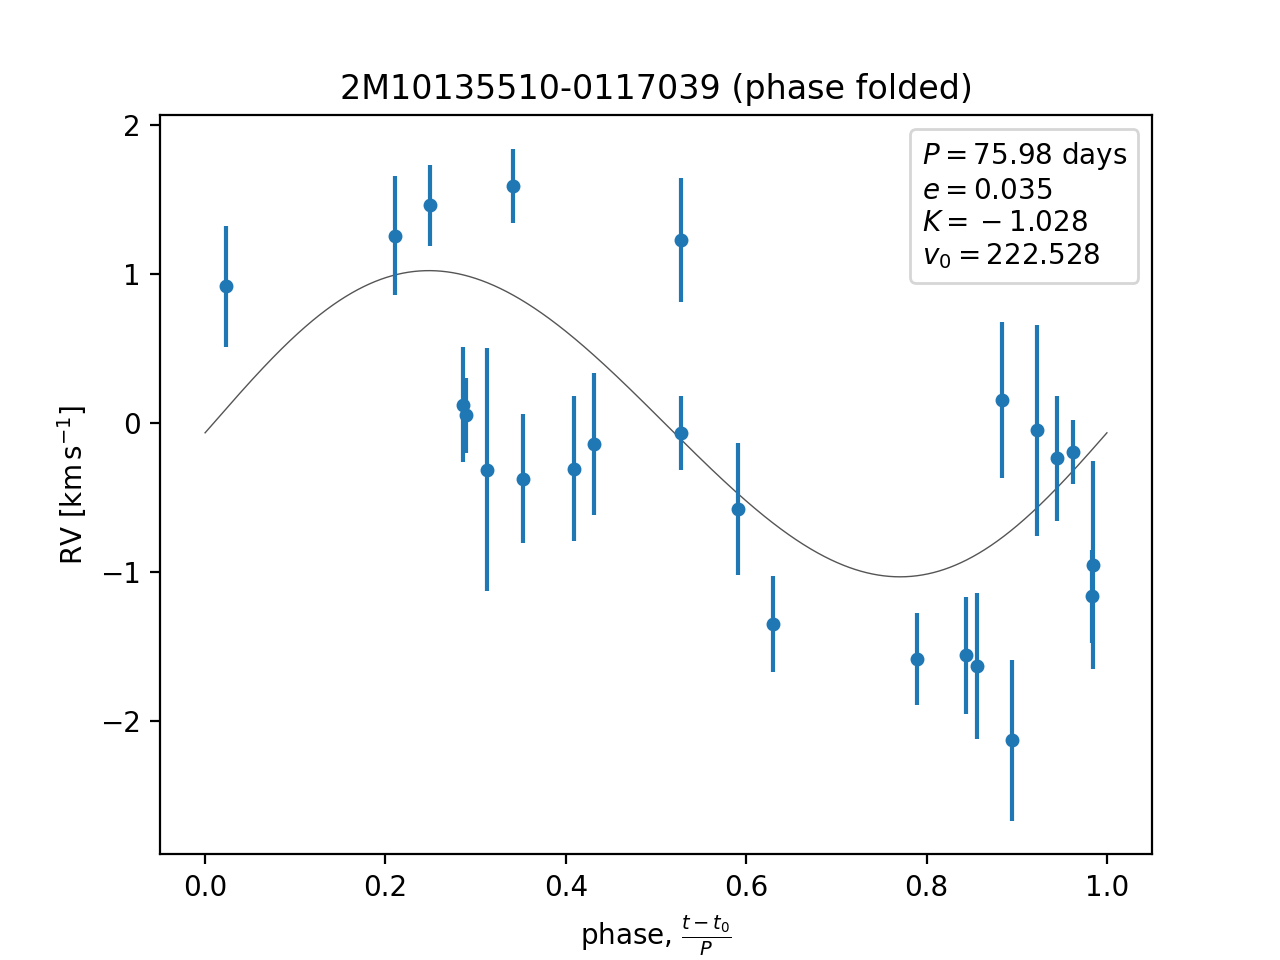 2M10135510-0117039 (phase folded)
P = 75.98 days
e = 0.035
K = −1.028
v₀ = 222.528
RV [km s⁻¹]
2
1
0
−1
−2
0.0 0.2 0.4 0.6 0.8 1.0
phase, (t − t₀)/P